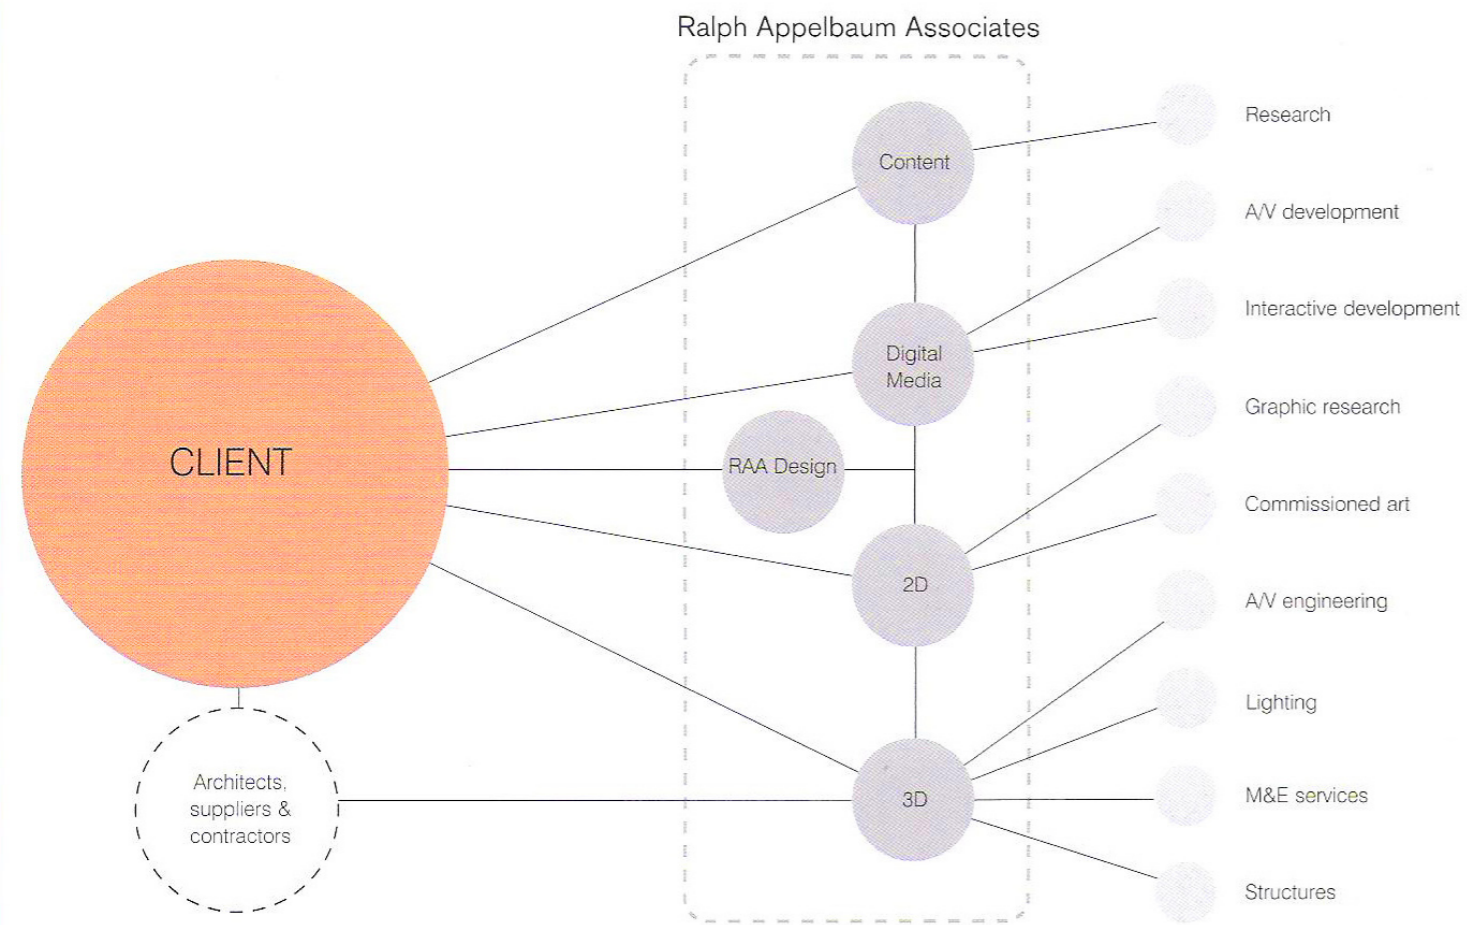 Ralph Appelbaum Associates
Content
Research
A/V development
Digital
Media
Interactive development
Graphic research
CLIENT
RAA Design
Commissioned art
2D
A/V engineering
Lighting
Architects,
suppliers &
contractors
3D
M&E services
Structures